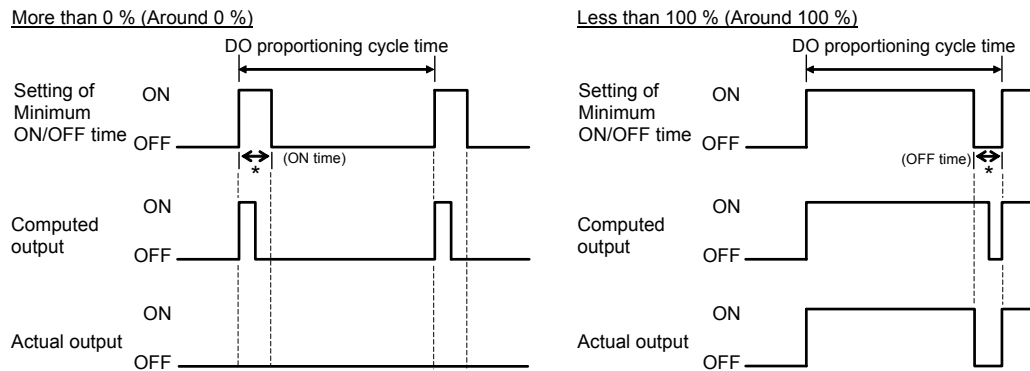 More than 0 % (Around 0 %)
DO proportioning cycle time
Setting of
Minimum
ON/OFF time
ON
OFF
(ON time)
*
Computed
output
ON
OFF
Actual output
ON
OFF
Less than 100 % (Around 100 %)
DO proportioning cycle time
Setting of
Minimum
ON/OFF time
ON
OFF
(OFF time)
*
Computed
output
ON
OFF
Actual output
ON
OFF